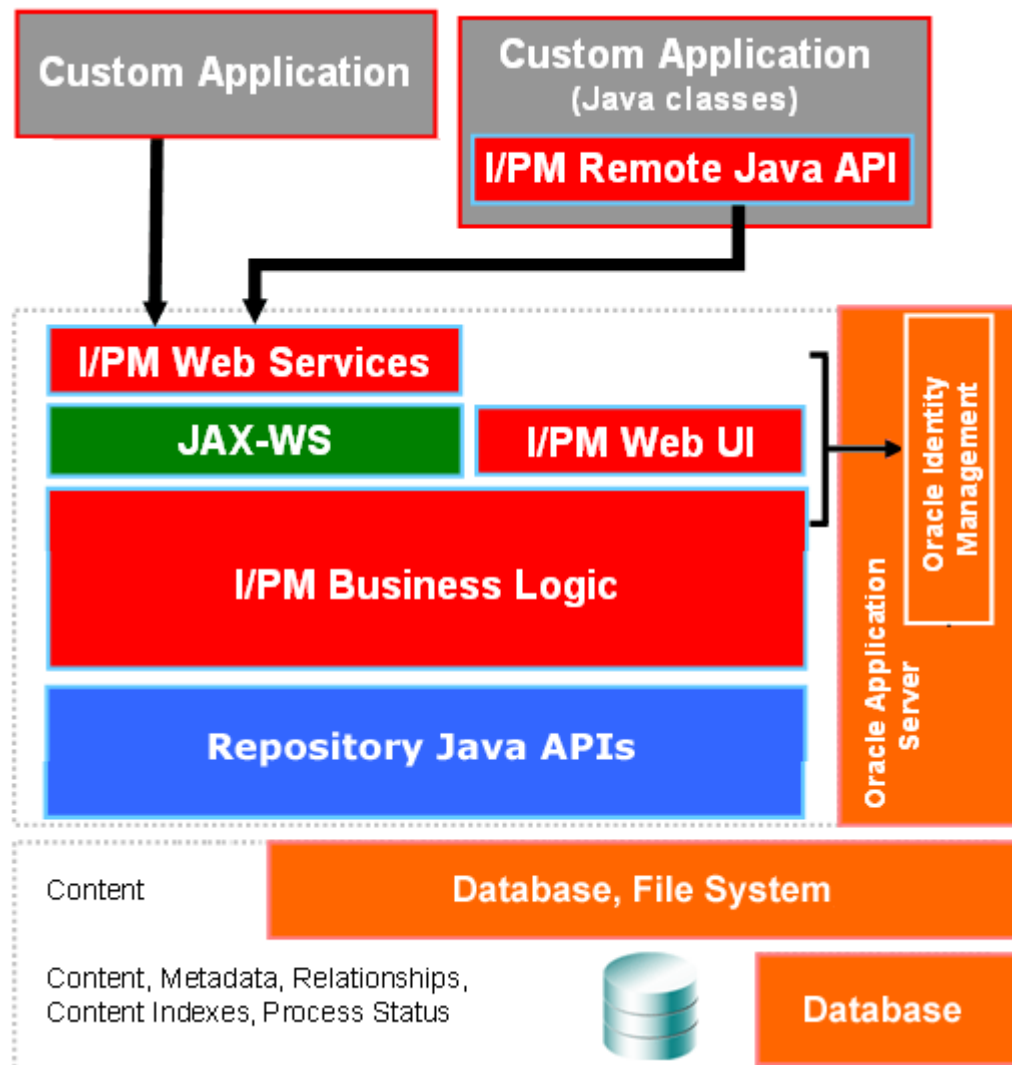 Custom Application
Custom Application
(Java classes)
I/PM Remote Java API
I/PM Web Services
JAX-WS
I/PM Web UI
I/PM Business Logic
Repository Java APIs
Oracle Identity
Management
Oracle Application
Server
Content
Database, File System
Content, Metadata, Relationships,
Content Indexes, Process Status
Database